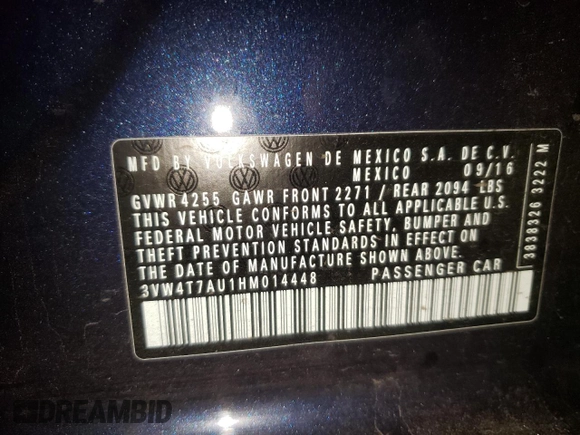 MFD BY VOLKSWAGEN DE MEXICO S.A. DE C.V.
MEXICO 09/16
GVWR 4255 GAWR FRONT 2271 / REAR 2094 LBS
THIS VEHICLE CONFORMS TO ALL APPLICABLE U.S.
FEDERAL MOTOR VEHICLE SAFETY, BUMPER AND
THEFT PREVENTION STANDARDS IN EFFECT ON
THE DATE OF MANUFACTURE SHOWN ABOVE.
3VW4T7AU1HM014448 PASSENGER CAR
3838326 3222 M
DREAMBID